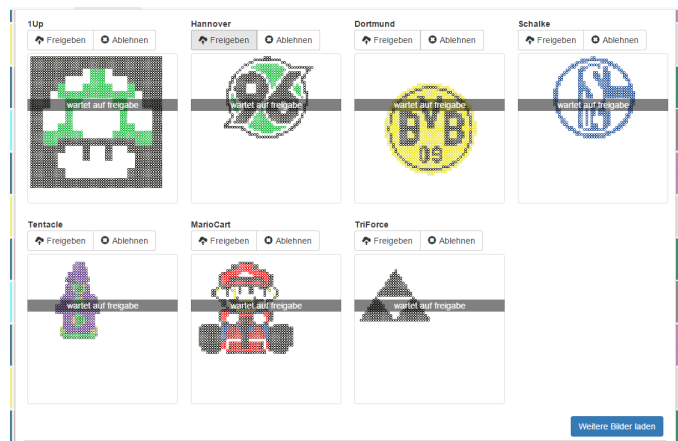 1Up
Freigeben Ablehnen
wartet auf freigabe
Hannover
Freigeben Ablehnen
96
wartet auf freigabe
Dortmund
Freigeben Ablehnen
BVB
09
wartet auf freigabe
Schalke
Freigeben Ablehnen
wartet auf freigabe
Tentacle
Freigeben Ablehnen
wartet auf freigabe
MarioCart
Freigeben Ablehnen
wartet auf freigabe
TriForce
Freigeben Ablehnen
wartet auf freigabe
Weitere Bilder laden